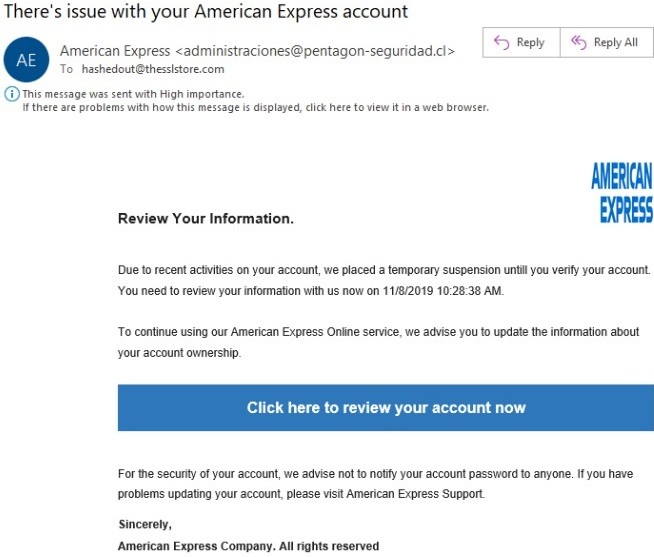 There's issue with your American Express account
AE
American Express <administraciones@pentagon-seguridad.cl>
To hashedout@thesslstore.com
Reply
Reply All
This message was sent with High importance.
If there are problems with how this message is displayed, click here to view it in a web browser.
AMERICAN
EXPRESS
Review Your Information.
Due to recent activities on your account, we placed a temporary suspension untill you verify your account.
You need to review your information with us now on 11/8/2019 10:28:38 AM.
To continue using our American Express Online service, we advise you to update the information about
your account ownership.
Click here to review your account now
For the security of your account, we advise not to notify your account password to anyone. If you have
problems updating your account, please visit American Express Support.
Sincerely,
American Express Company. All rights reserved